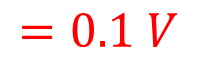 = 0.1 V